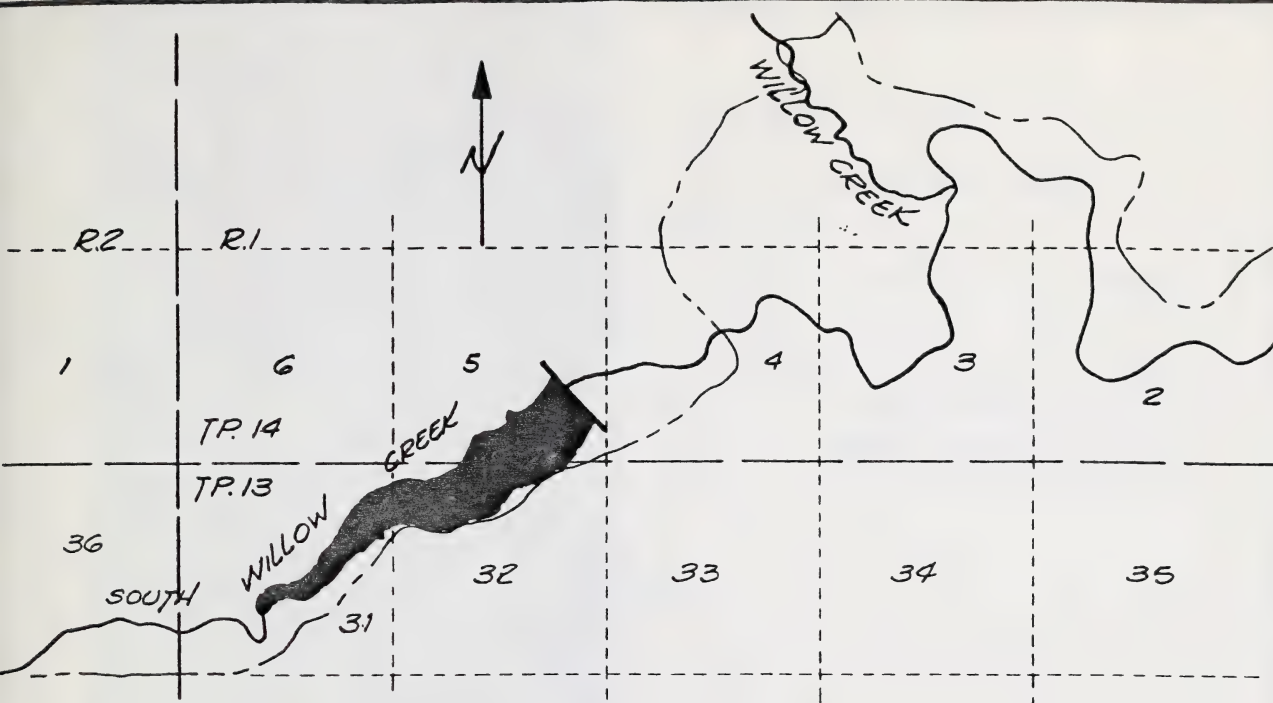 WILLOW CREEK
N
R.2 R.1
1 6 5 4 3 2
TP. 14
TP. 13
SOUTH WILLOW CREEK
36 31 32 33 34 35